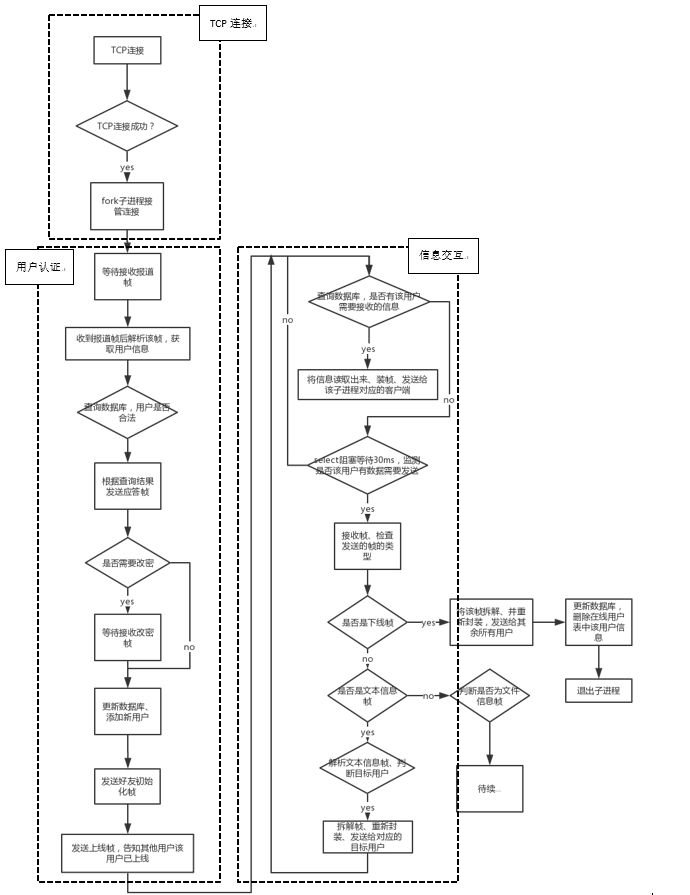 TCP 连接
TCP连接
TCP连接成功？
yes
fork子进程接
管连接
用户认证
等待接收报道
帧
收到报道帧后解析该帧，获
取用户信息
查询数据库，用户是否
合法
根据查询结果
发送应答帧
是否需要改密
yes
no
等待接收改密
帧
更新数据库、
添加新用户
发送好友初始
化帧
发送上线帧，告知其他用户该
用户已上线
信息交互
查询数据库，是否有该用户
需要接收的信息
no
yes
no
将信息读取出来、装帧、发送给
该子进程对应的客户端
select阻塞等待30ms，监测
是否该用户有数据需要发送
yes
接收帧、检查
发送的帧的类
型
是否是下线帧
yes
no
将该帧拆解、并重
新封装，发送给其
余所有用户
更新数据库，
删除在线用户
表中该用户信
息
退出子进程
是否是文本信息
帧
no
yes
判断是否为文件
信息帧
待续...
解析文本信息帧、判
断目标用户
yes
拆解帧、重新封
装、发送给对应的
目标用户